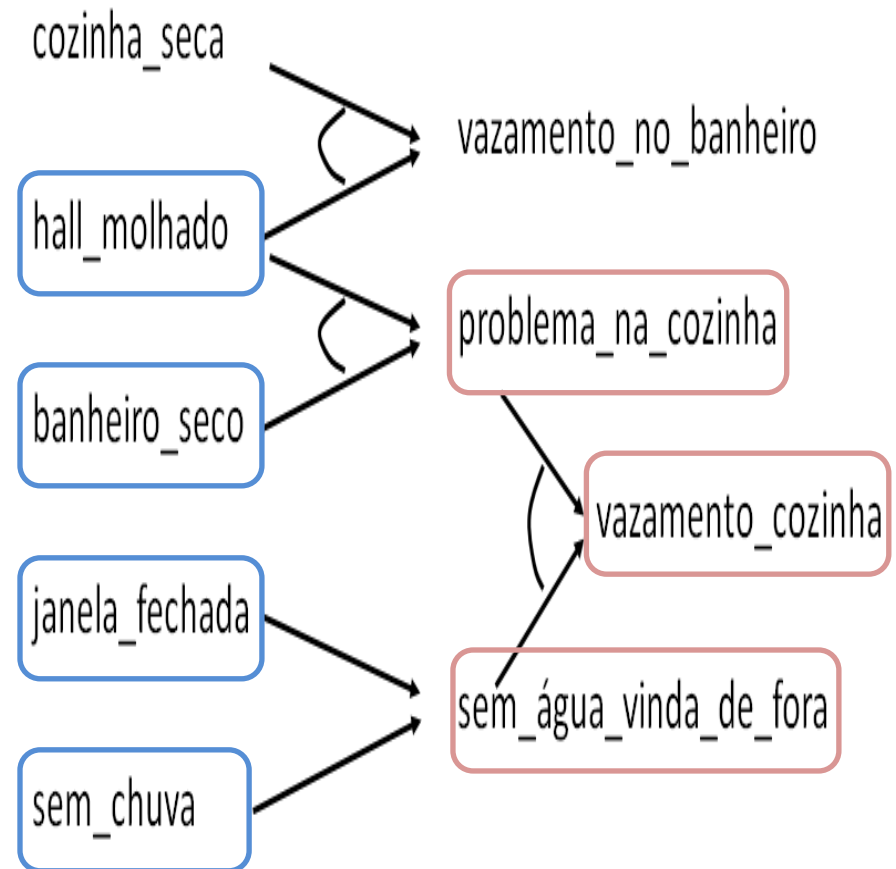 cozinha_seca
vazamento_no_banheiro
hall_molhado
problema_na_cozinha
banheiro_seco
vazamento_cozinha
janela_fechada
sem_água_vinda_de_fora
sem_chuva